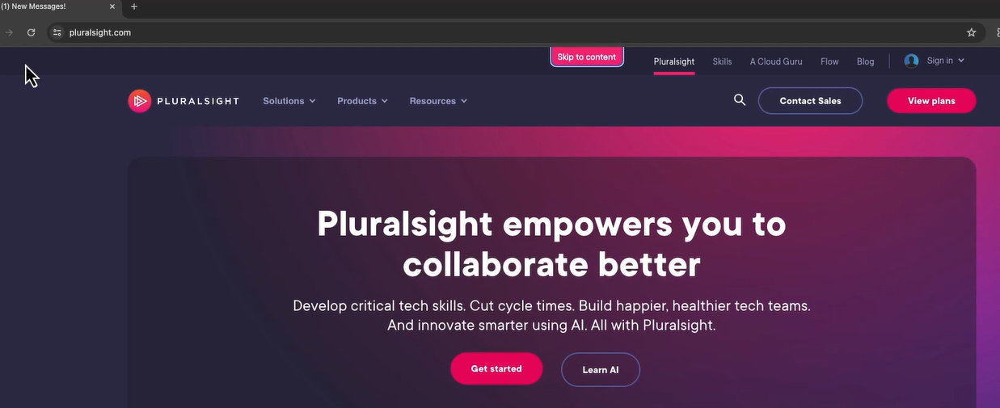 (1) New Messages!
pluralsight.com
Skip to content
Pluralsight Skills A Cloud Guru Flow Blog Sign in
PLURALSIGHT Solutions Products Resources Contact Sales View plans
Pluralsight empowers you to
collaborate better
Develop critical tech skills. Cut cycle times. Build happier, healthier tech teams.
And innovate smarter using AI. All with Pluralsight.
Get started Learn AI